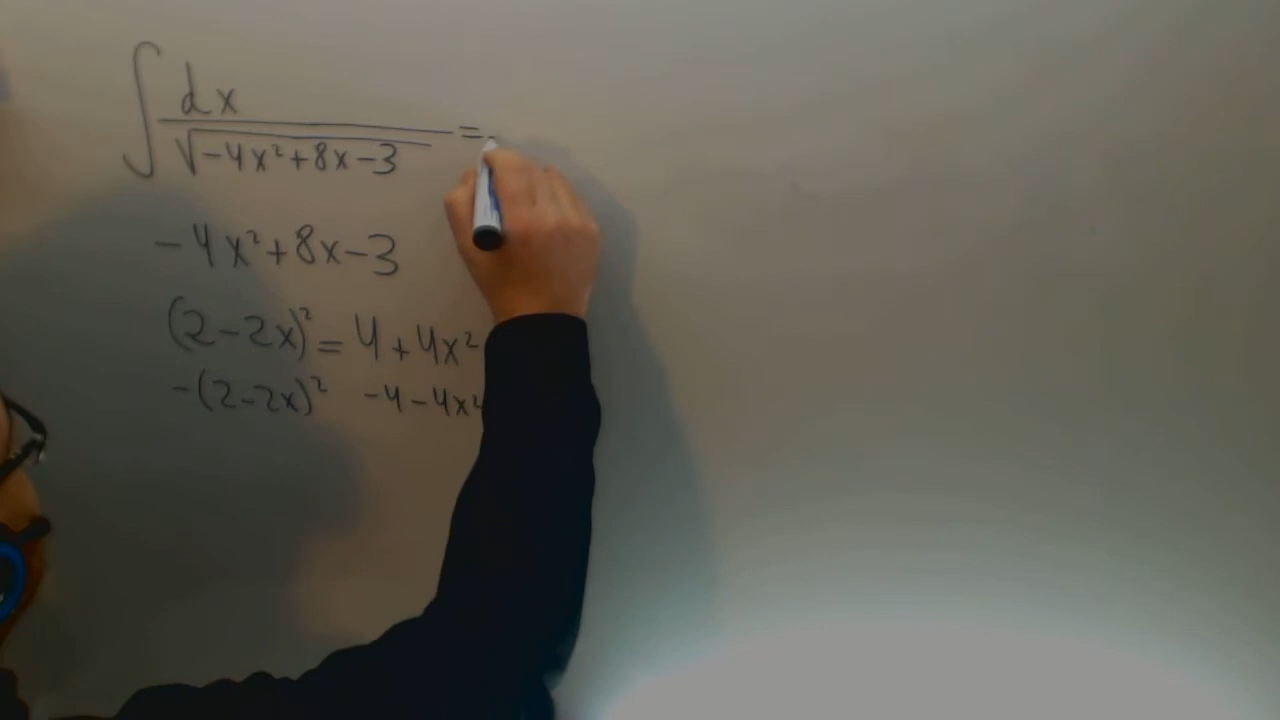 ∫ dx / √(-4x²+8x-3) =
-4x²+8x-3
(2-2x)² = 4+4x²
-(2-2x)² -4-4x²